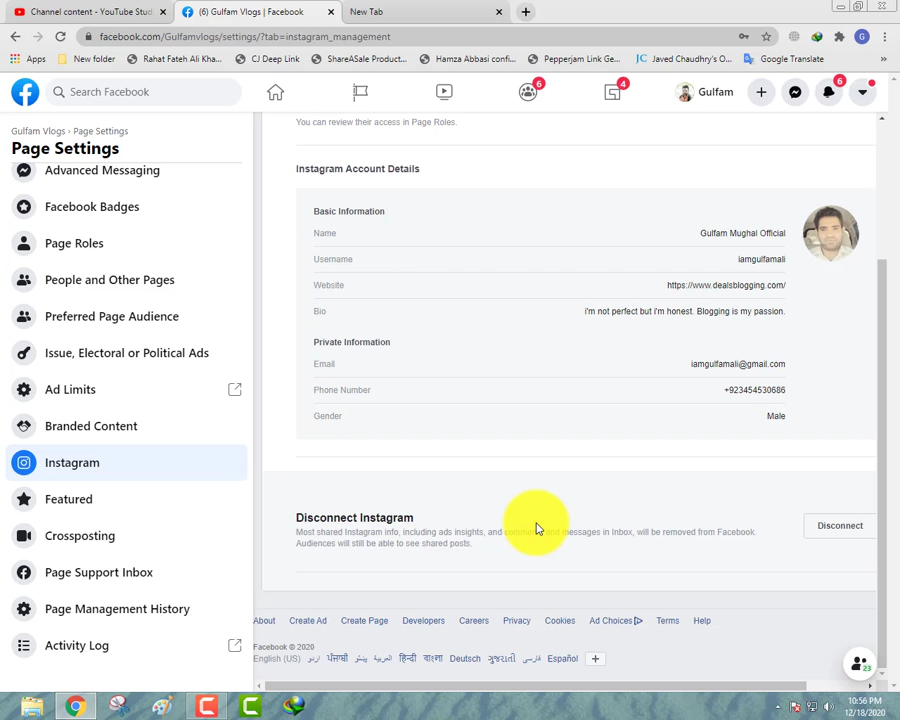 Channel content - YouTube Stud
(6) Gulfam Vlogs | Facebook
New Tab
facebook.com/Gulfamvlogs/settings/?tab=instagram_management
G
Apps
New folder
Rahat Fateh Ali Kha...
CJ Deep Link
ShareASale Product...
Hamza Abbasi confi...
Pepperjam Link Ge...
JC Javed Chaudhry's O...
Google Translate
»
Search Facebook
6
4
Gulfam
6
Gulfam Vlogs › Page Settings
Page Settings
Advanced Messaging
Facebook Badges
Page Roles
People and Other Pages
Preferred Page Audience
Issue, Electoral or Political Ads
Ad Limits
Branded Content
Instagram
Featured
Crossposting
Page Support Inbox
Page Management History
Activity Log
You can review their access in Page Roles.
Instagram Account Details
Basic Information
Name Gulfam Mughal Official
Username iamgulfamali
Website https://www.dealsblogging.com/
Bio i'm not perfect but i'm honest. Blogging is my passion.
Private Information
Email iamgulfamali@gmail.com
Phone Number +923454530686
Gender Male
Disconnect Instagram
Most shared Instagram info, including ads insights, and comments and messages in Inbox, will be removed from Facebook.
Audiences will still be able to see shared posts.
Disconnect
About Create Ad Create Page Developers Careers Privacy Cookies Ad Choices Terms Help
Facebook © 2020
English (US) اردو ਪੰਜਾਬੀ پښتو العربية हिन्दी বাংলা Deutsch ગુજરાતી فارسی Español
23
10:56 PM
12/18/2020